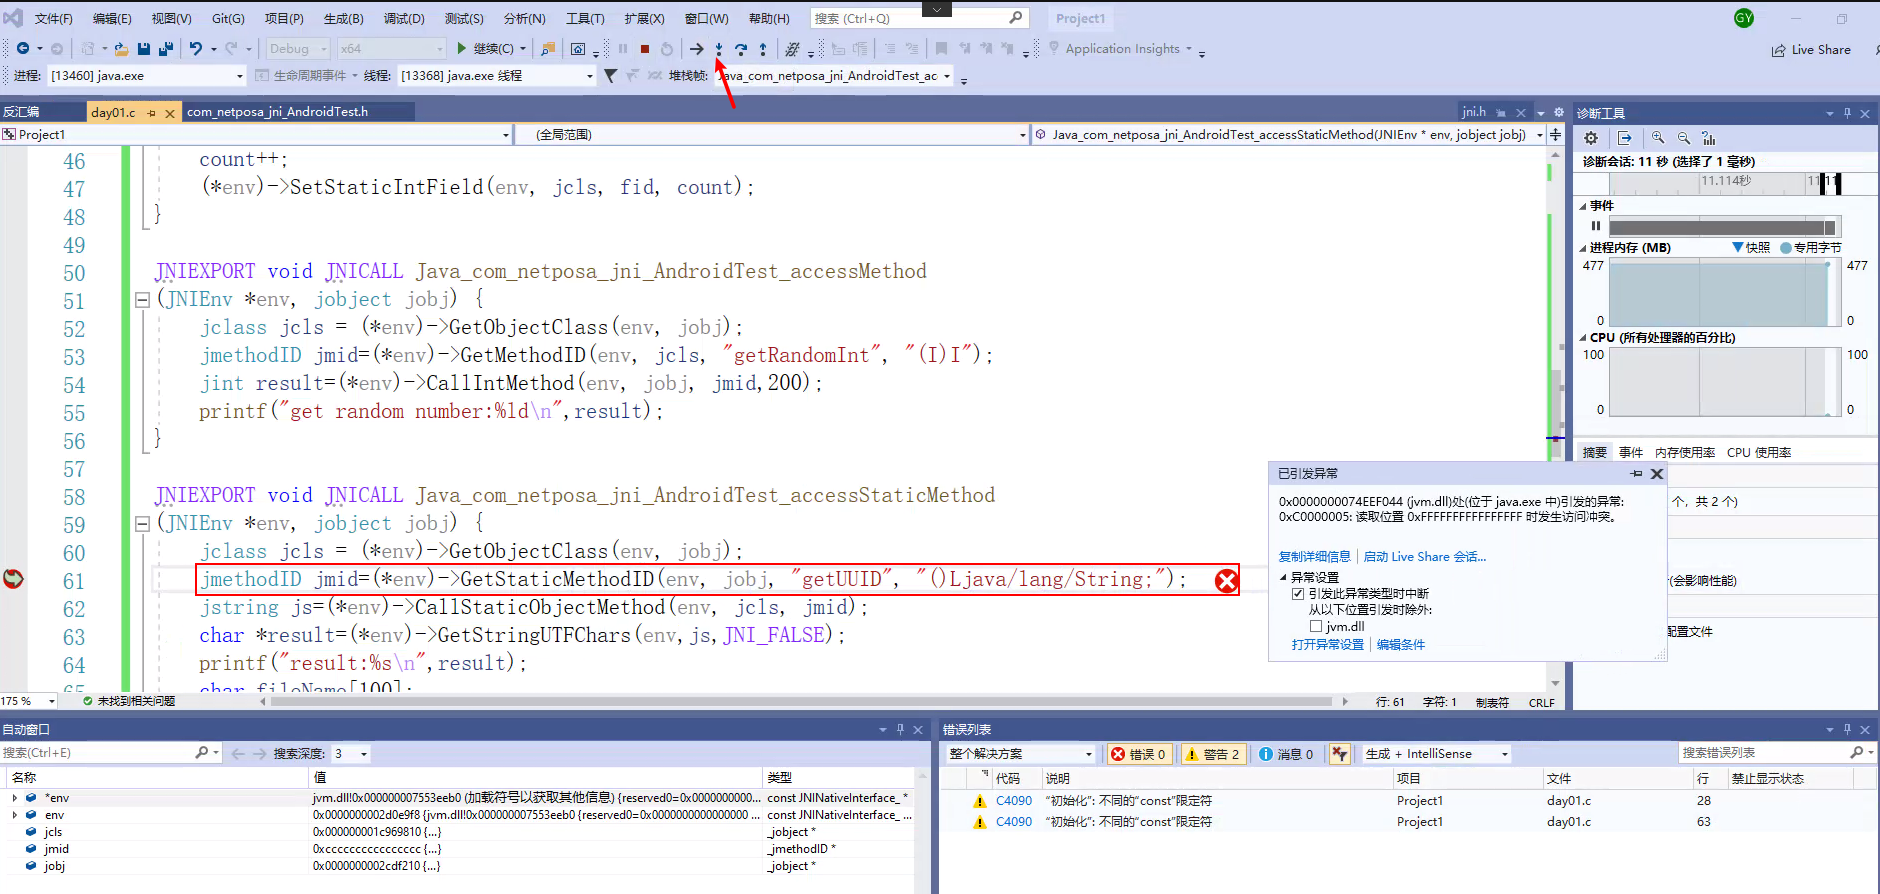 文件(F) 编辑(E) 视图(V) Git(G) 项目(P) 生成(B) 调试(D) 测试(S) 分析(N) 工具(T) 扩展(X) 窗口(W) 帮助(H) 搜索 (Ctrl+Q) Project1 GY
Debug x64 继续(C) Application Insights Live Share
进程: [13460] java.exe 生命周期事件 线程: [13368] java.exe 线程 堆栈帧: Java_com_netposa_jni_AndroidTest_ac
反汇编 day01.c com_netposa_jni_AndroidTest.h jni.h
Project1 (全局范围) Java_com_netposa_jni_AndroidTest_accessStaticMethod(JNIEnv * env, jobject jobj)
46 count++;
47 (*env)->SetStaticIntField(env, jcls, fid, count);
48 }
49
50 JNIEXPORT void JNICALL Java_com_netposa_jni_AndroidTest_accessMethod
51 (JNIEnv *env, jobject jobj) {
52 jclass jcls = (*env)->GetObjectClass(env, jobj);
53 jmethodID jmid=(*env)->GetMethodID(env, jcls, "getRandomInt", "(I)I");
54 jint result=(*env)->CallIntMethod(env, jobj, jmid,200);
55 printf("get random number:%ld\n",result);
56 }
57
58 JNIEXPORT void JNICALL Java_com_netposa_jni_AndroidTest_accessStaticMethod
59 (JNIEnv *env, jobject jobj) {
60 jclass jcls = (*env)->GetObjectClass(env, jobj);
61 jmethodID jmid=(*env)->GetStaticMethodID(env, jobj, "getUUID", "()Ljava/lang/String;");
62 jstring js=(*env)->CallStaticObjectMethod(env, jcls, jmid);
63 char *result=(*env)->GetStringUTFChars(env,js,JNI_FALSE);
64 printf("result:%s\n",result);
65 char fileName[100];
175 % 未找到相关问题 行: 61 字符: 1 制表符 CRLF
已引发异常
0x0000000074EEF044 (jvm.dll)处(位于 java.exe 中)引发的异常:
0xC0000005: 读取位置 0xFFFFFFFFFFFFFFFF 时发生访问冲突。
复制详细信息 启动 Live Share 会话...
异常设置
引发此异常类型时中断
从以下位置引发时除外:
jvm.dll
打开异常设置 编辑条件
诊断工具
诊断会话: 11 秒 (选择了 1 毫秒)
11.114秒 11.11
事件
进程内存 (MB) 快照 专用字节
477 477
0 0
CPU (所有处理器的百分比)
100 100
0 0
摘要 事件 内存使用率 CPU 使用率
个，共 2 个)
(会影响性能)
配置文件
自动窗口
搜索(Ctrl+E) 搜索深度: 3
名称 值 类型
*env jvm.dll!0x000000007553eeb0 (加载符号以获取其他信息) {reserved0=0x0000000000... const JNINativeInterface_ *
env 0x0000000002d0e9f8 {jvm.dll!0x000000007553eeb0 {reserved0=0x0000000000000000 ... const JNINativeInterface_ ...
jcls 0x000000001c969810 {...} _jobject *
jmid 0xcccccccccccccccc {...} _jmethodID *
jobj 0x0000000002cdf210 {...} _jobject *
错误列表
整个解决方案 错误 0 警告 2 消息 0 生成 + IntelliSense 搜索错误列表
代码 说明 项目 文件 行 禁止显示状态
C4090 “初始化”: 不同的“const”限定符 Project1 day01.c 28
C4090 “初始化”: 不同的“const”限定符 Project1 day01.c 63